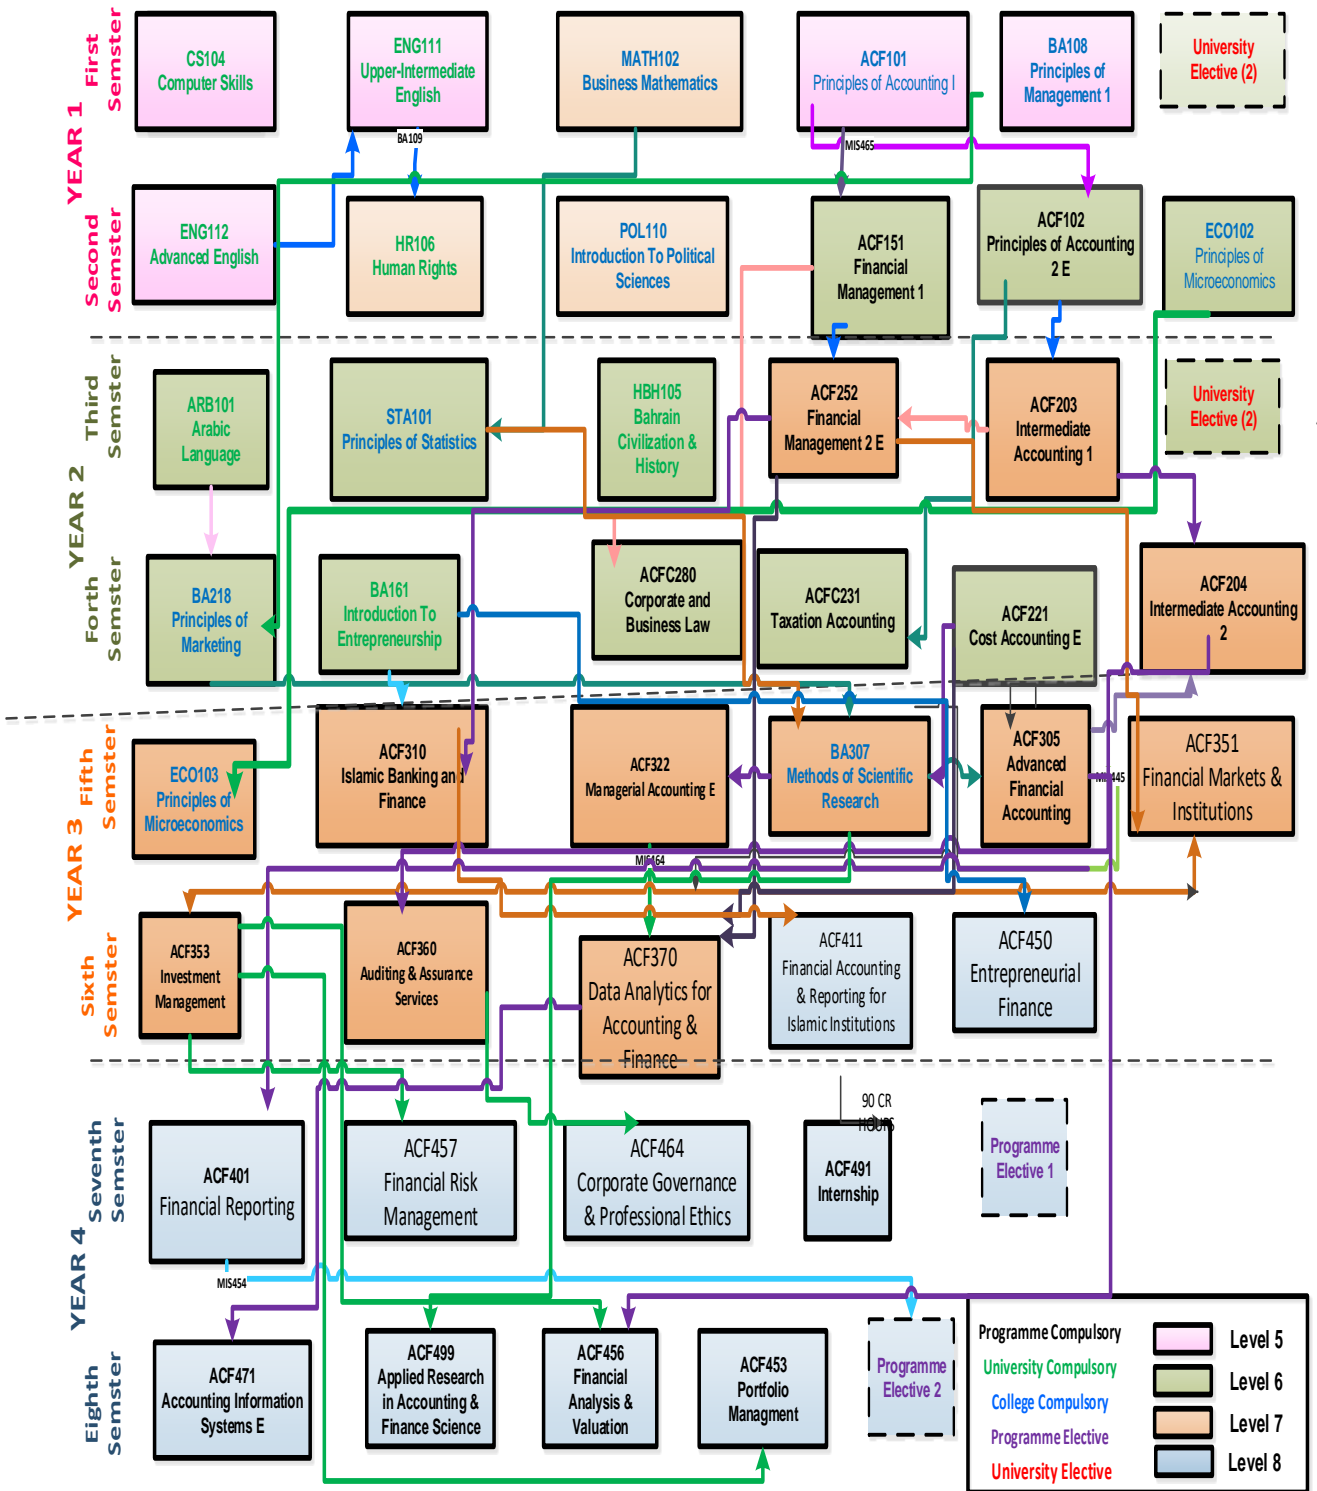 YEAR 1
First
Semster
CS104
Computer Skills
ENG111
Upper-Intermediate
English
MATH102
Business Mathematics
ACF101
Principles of Accounting I
BA108
Principles of
Management 1
University
Elective (2)
BA109
MIS465
Second
Semster
ENG112
Advanced English
HR106
Human Rights
POL110
Introduction To Political
Sciences
ACF151
Financial
Management 1
ACF102
Principles of Accounting
2 E
ECO102
Principles of
Microeconomics
YEAR 2
Third
Semster
ARB101
Arabic
Language
STA101
Principles of Statistics
HBH105
Bahrain
Civilization &
History
ACF252
Financial
Management 2 E
ACF203
Intermediate
Accounting 1
University
Elective (2)
Forth
Semster
BA218
Principles of
Marketing
BA161
Introduction To
Entrepreneurship
ACFC280
Corporate and
Business Law
ACFC231
Taxation Accounting
ACF221
Cost Accounting E
ACF204
Intermediate Accounting
2
YEAR 3
Fifth
Semster
ECO103
Principles of
Microeconomics
ACF310
Islamic Banking and
Finance
ACF322
Managerial Accounting E
BA307
Methods of Scientific
Research
ACF305
Advanced
Financial
Accounting
ACF351
Financial Markets &
Institutions
MIS445
MIS464
Sixth
Semster
ACF353
Investment
Management
ACF360
Auditing & Assurance
Services
ACF370
Data Analytics for
Accounting &
Finance
ACF411
Financial Accounting
& Reporting for
Islamic Institutions
ACF450
Entrepreneurial
Finance
YEAR 4
Seventh
Semster
ACF401
Financial Reporting
ACF457
Financial Risk
Management
ACF464
Corporate Governance
& Professional Ethics
90 CR
HOURS
ACF491
Internship
Programme
Elective 1
MIS454
Eighth
Semster
ACF471
Accounting Information
Systems E
ACF499
Applied Research
in Accounting &
Finance Science
ACF456
Financial
Analysis &
Valuation
ACF453
Portfolio
Managment
Programme
Elective 2
Programme Compulsory
University Compulsory
College Compulsory
Programme Elective
University Elective
Level 5
Level 6
Level 7
Level 8